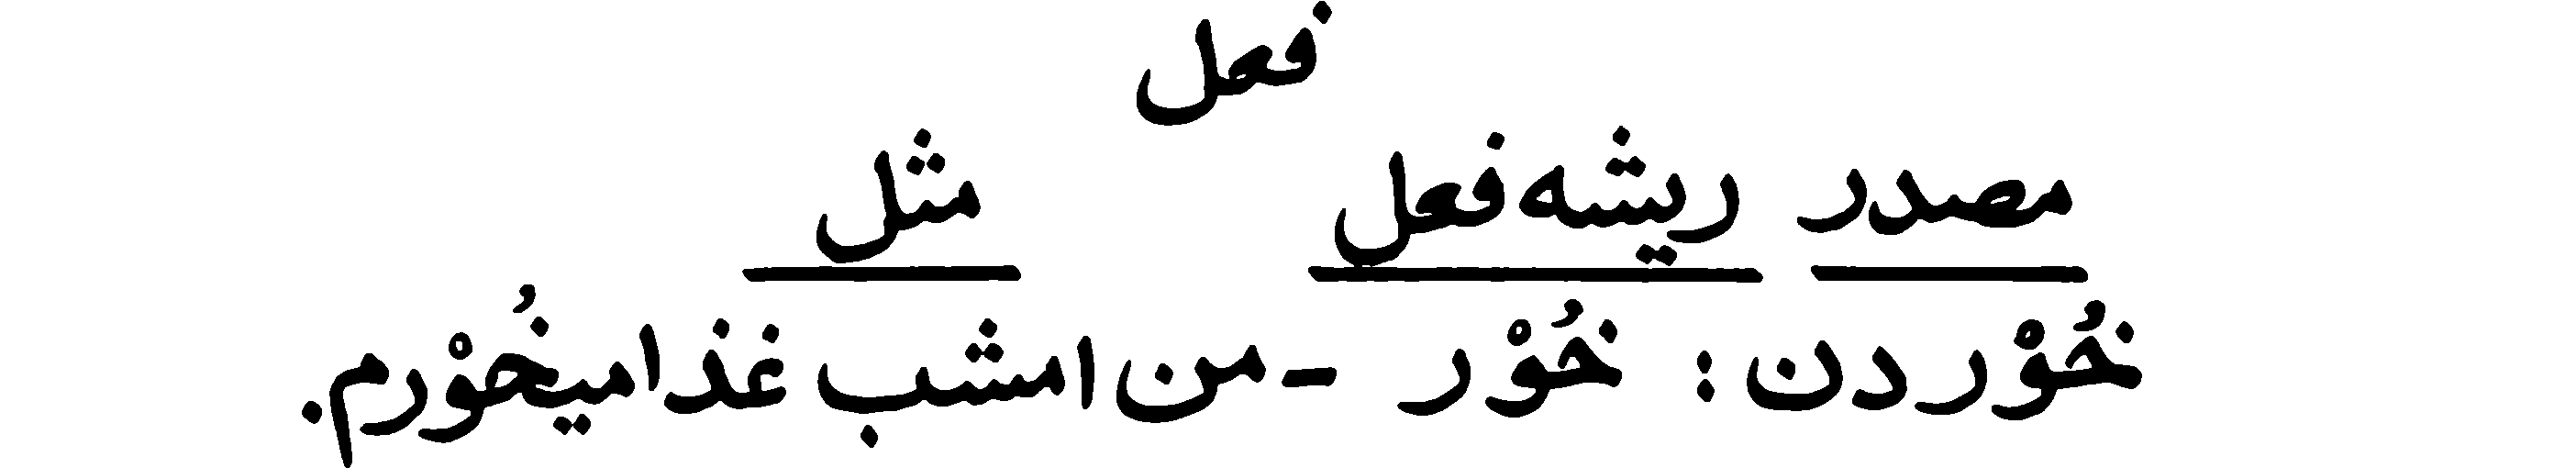 فعل
مصدر ریشه فعل مثل
خُوْردن : خُوْر - من امشب غذا میخُوْرم.